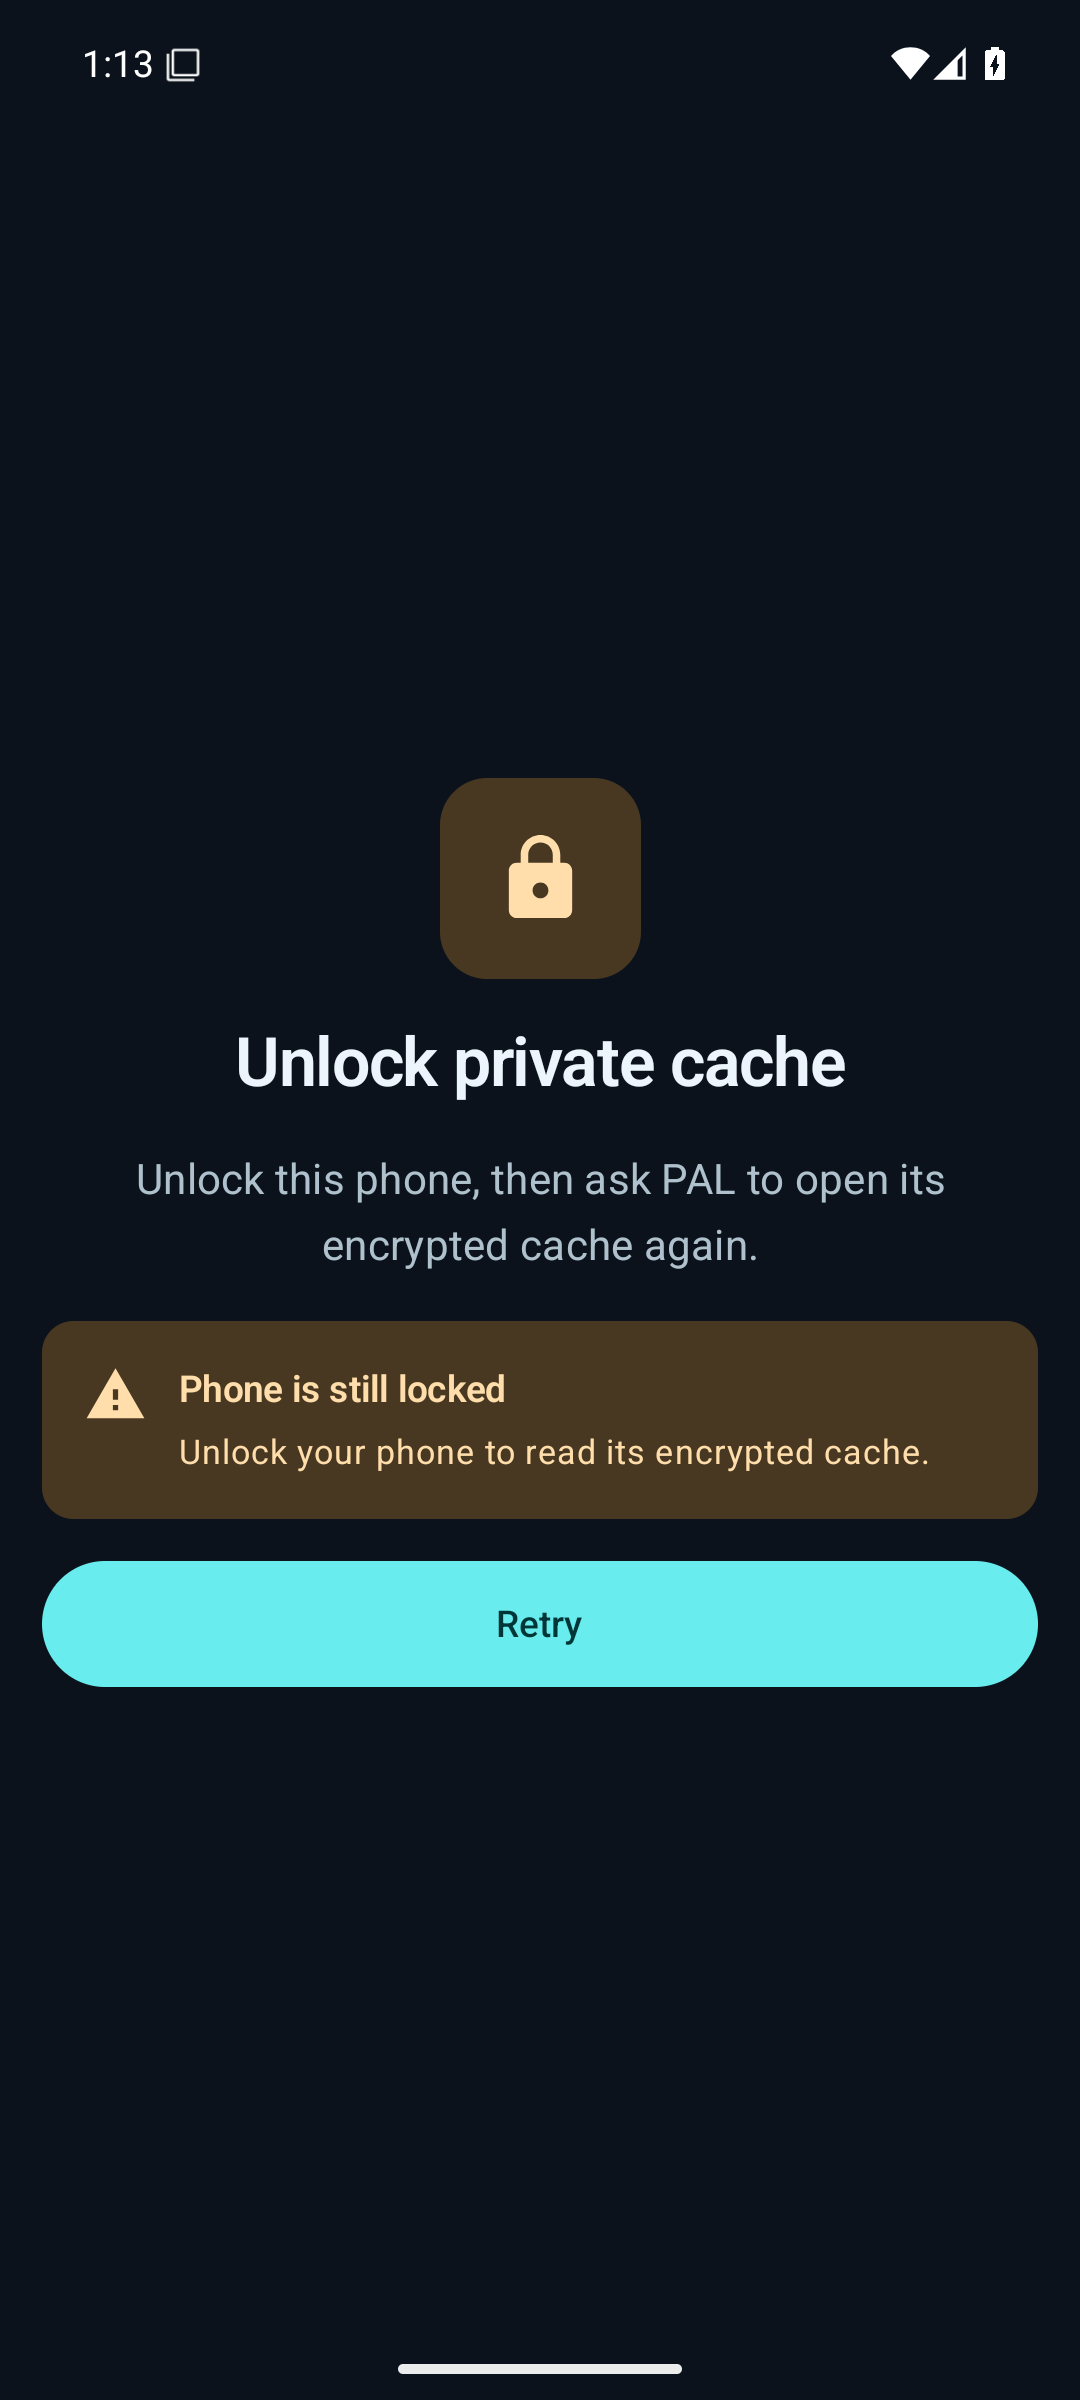 1:13
Unlock private cache
Unlock this phone, then ask PAL to open its
encrypted cache again.
Phone is still locked
Unlock your phone to read its encrypted cache.
Retry